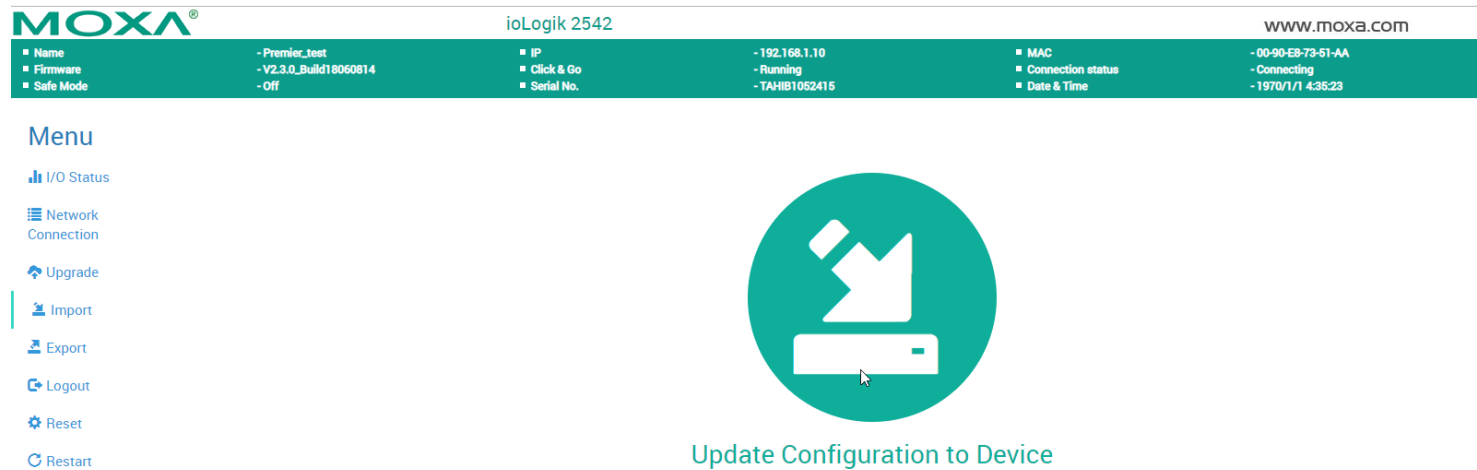 MOXA® ioLogik 2542 www.moxa.com
Name - Premier_test IP - 192.168.1.10 MAC - 00-90-E8-73-51-AA
Firmware - V2.3.0_Build18060814 Click & Go - Running Connection status - Connecting
Safe Mode - Off Serial No. - TAHIB1052415 Date & Time - 1970/1/1 4:35:23
Menu
I/O Status
Network
Connection
Upgrade
Import
Export
Logout
Reset
Restart
Update Configuration to Device